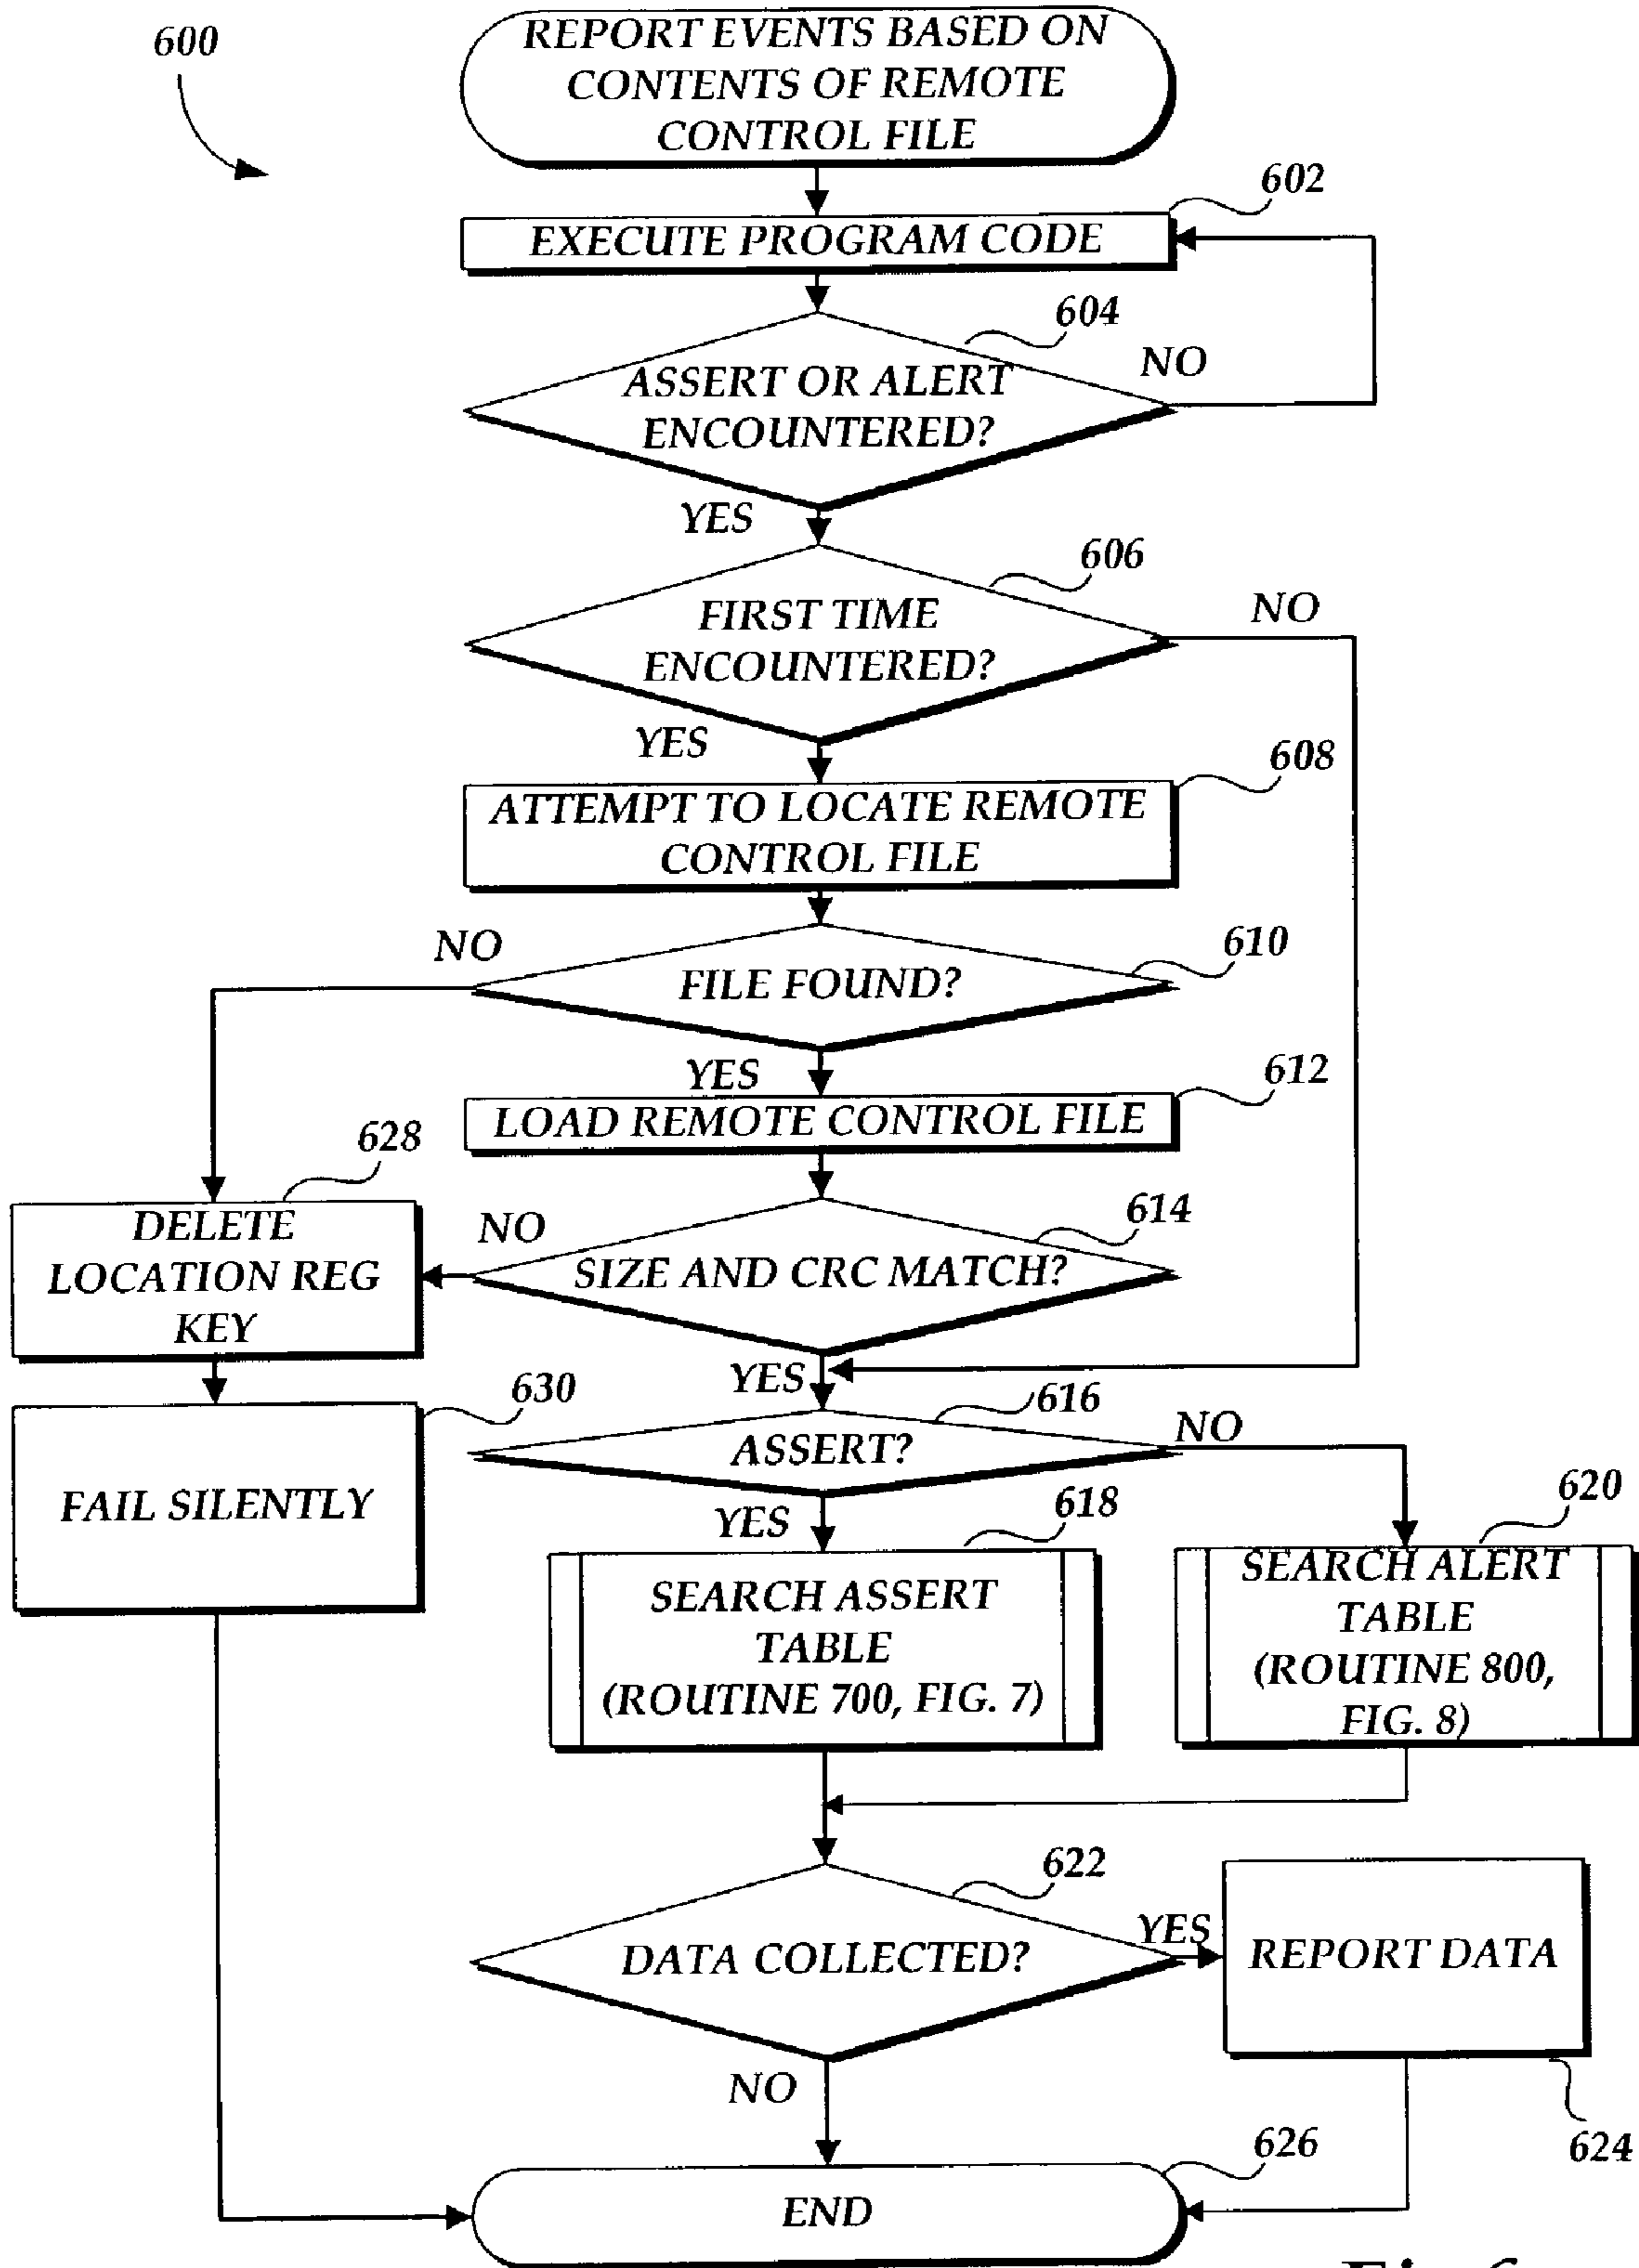 600
REPORT EVENTS BASED ON
CONTENTS OF REMOTE
CONTROL FILE
602
EXECUTE PROGRAM CODE
604
NO
ASSERT OR ALERT
ENCOUNTERED?
YES
606
NO
FIRST TIME
ENCOUNTERED?
YES
608
ATTEMPT TO LOCATE REMOTE
CONTROL FILE
NO
610
FILE FOUND?
YES
612
LOAD REMOTE CONTROL FILE
628
DELETE
LOCATION REG
KEY
NO
614
SIZE AND CRC MATCH?
YES
630
FAIL SILENTLY
616
NO
ASSERT?
YES
618
620
SEARCH ASSERT
TABLE
(ROUTINE 700, FIG. 7)
SEARCH ALERT
TABLE
(ROUTINE 800,
FIG. 8)
622
YES
DATA COLLECTED?
REPORT DATA
NO
624
626
END